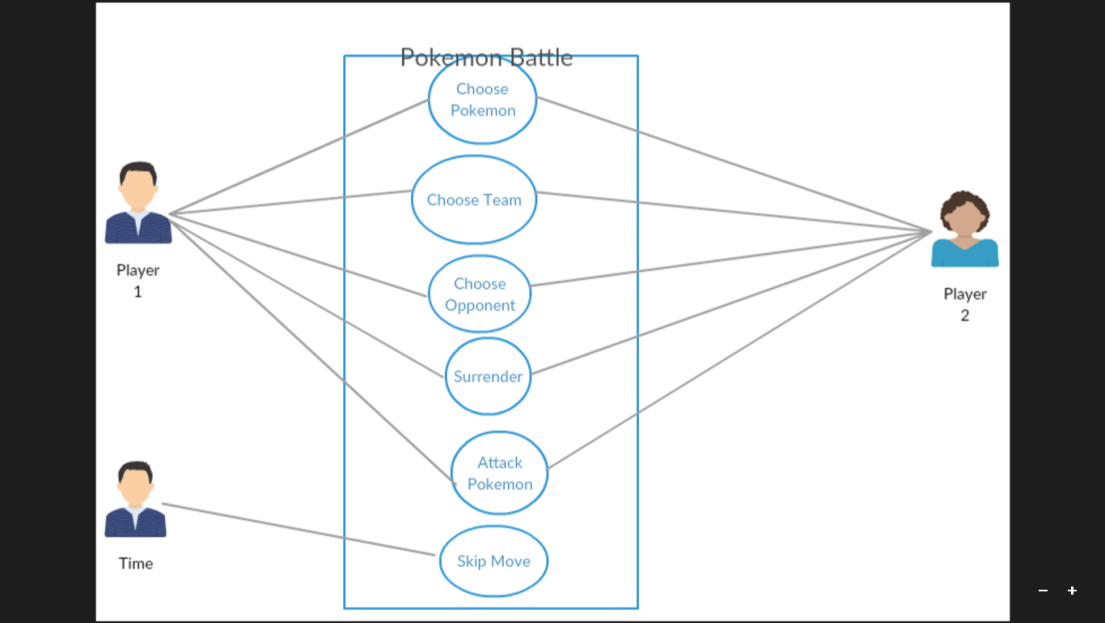 Pokemon Battle
Choose
Pokemon
Choose Team
Player
1
Choose
Opponent
Player
2
Surrender
Attack
Pokemon
Skip Move
Time